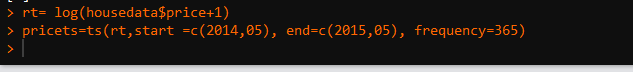 > rt= log(housedata$price+1)
> pricets=ts(rt,start =c(2014,05), end=c(2015,05), frequency=365)
>